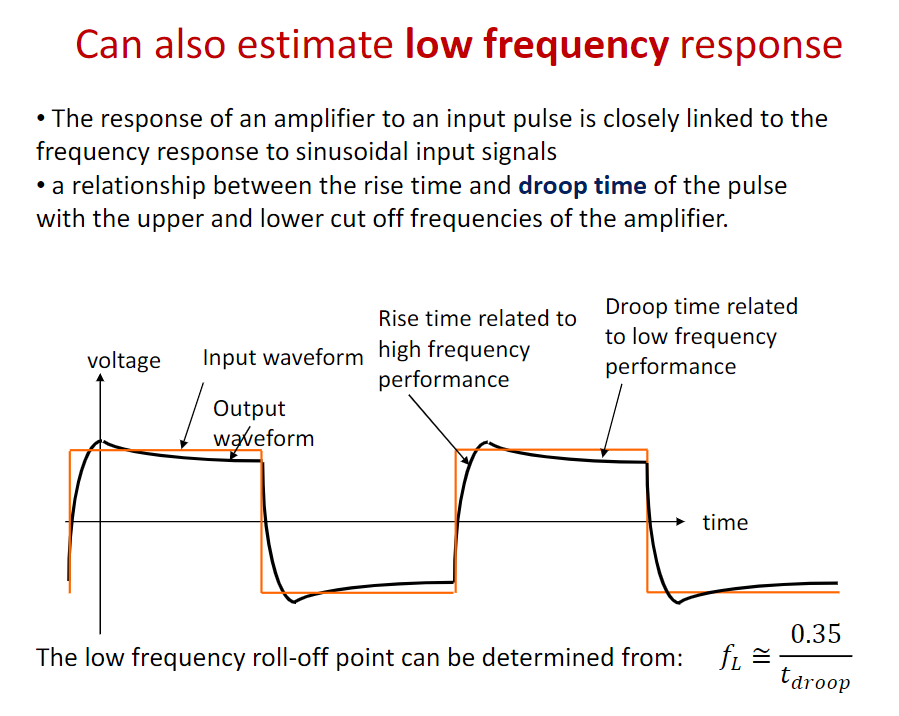 Can also estimate low frequency response
• The response of an amplifier to an input pulse is closely linked to the
frequency response to sinusoidal input signals
• a relationship between the rise time and droop time of the pulse
with the upper and lower cut off frequencies of the amplifier.
voltage
Input waveform
Output
waveform
Rise time related to
high frequency
performance
Droop time related
to low frequency
performance
time
The low frequency roll-off point can be determined from: f_L ≅ 0.35 / t_droop